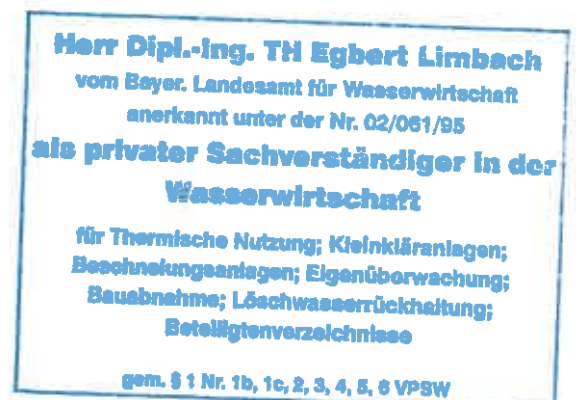 Herr Dipl.-Ing. TH Egbert Limbach
vom Bayer. Landesamt für Wasserwirtschaft
anerkannt unter der Nr. 02/061/95
als privater Sachverständiger in der
Wasserwirtschaft
für Thermische Nutzung; Kleinkläranlagen;
Beschneiungsanlagen; Eigenüberwachung;
Bauabnahme; Löschwasserrückhaltung;
Beteiligtenverzeichnisse
gem. § 1 Nr. 1b, 1c, 2, 3, 4, 5, 6 VPSW